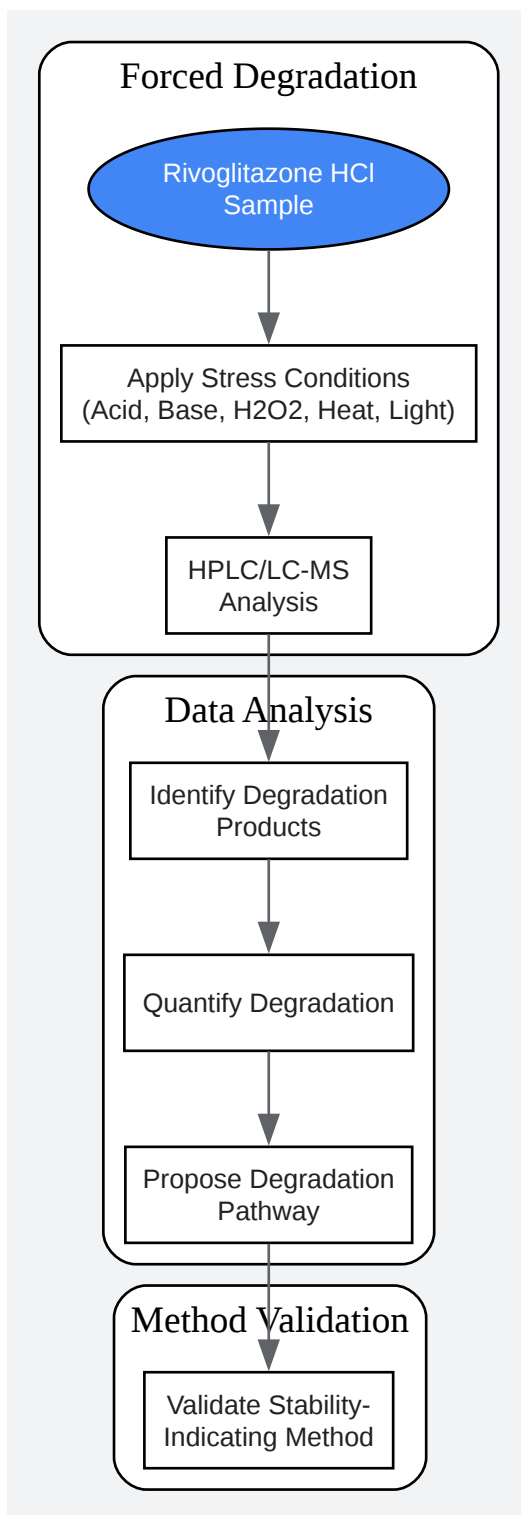 Forced Degradation
Rivoglitazone HCl
Sample
Apply Stress Conditions
(Acid, Base, H2O2, Heat, Light)
HPLC/LC-MS
Analysis
Data Analysis
Identify Degradation
Products
Quantify Degradation
Propose Degradation
Pathway
Method Validation
Validate Stability-
Indicating Method